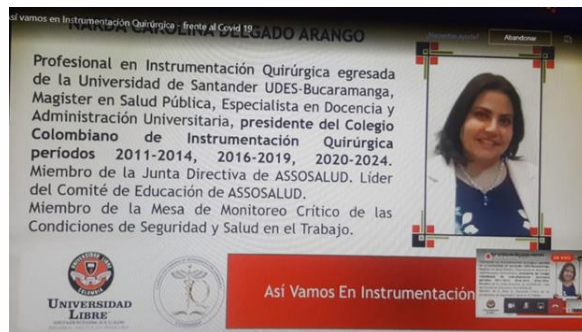 Así vamos en Instrumentación Quirúrgica - frente al Covid 19
NARDA CAROLINA DELGADO ARANGO
Abandonar
Profesional en Instrumentación Quirúrgica egresada
de la Universidad de Santander UDES-Bucaramanga,
Magister en Salud Pública, Especialista en Docencia y
Administración Universitaria, presidente del Colegio
Colombiano de Instrumentación Quirúrgica
períodos 2011-2014, 2016-2019, 2020-2024.
Miembro de la Junta Directiva de ASSOSALUD. Líder
del Comité de Educación de ASSOSALUD.
Miembro de la Mesa de Monitoreo Crítico de las
Condiciones de Seguridad y Salud en el Trabajo.
UNIVERSIDAD
LIBRE
Así Vamos En Instrumentación